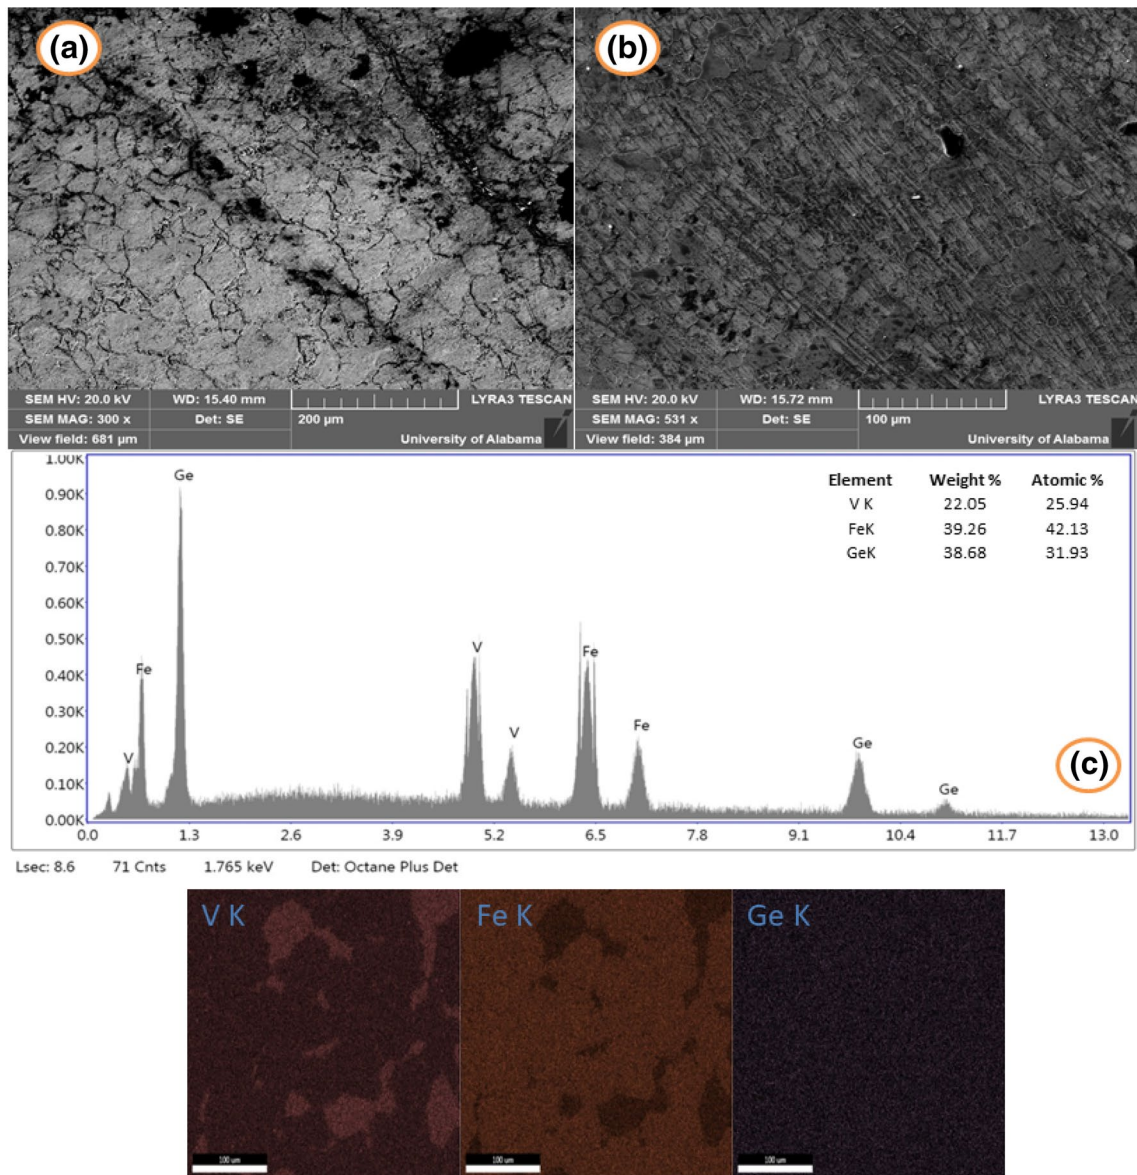 (a)
SEM HV: 20.0 kV WD: 15.40 mm LYRA3 TESCAN
SEM MAG: 300 x Det: SE 200 µm
View field: 681 µm University of Alabama
(b)
SEM HV: 20.0 kV WD: 15.72 mm LYRA3 TESCAN
SEM MAG: 531 x Det: SE 100 µm
View field: 384 µm University of Alabama
1.00K
0.90K
0.80K
0.70K
0.60K
0.50K
0.40K
0.30K
0.20K
0.10K
0.00K
V
Fe
Ge
V
V
Fe
Fe
Ge
Ge
Element Weight % Atomic %
V K 22.05 25.94
FeK 39.26 42.13
GeK 38.68 31.93
(c)
0.0 1.3 2.6 3.9 5.2 6.5 7.8 9.1 10.4 11.7 13.0
Lsec: 8.6 71 Cnts 1.765 keV Det: Octane Plus Det
V K Fe K Ge K
100 um 100 um 100 um